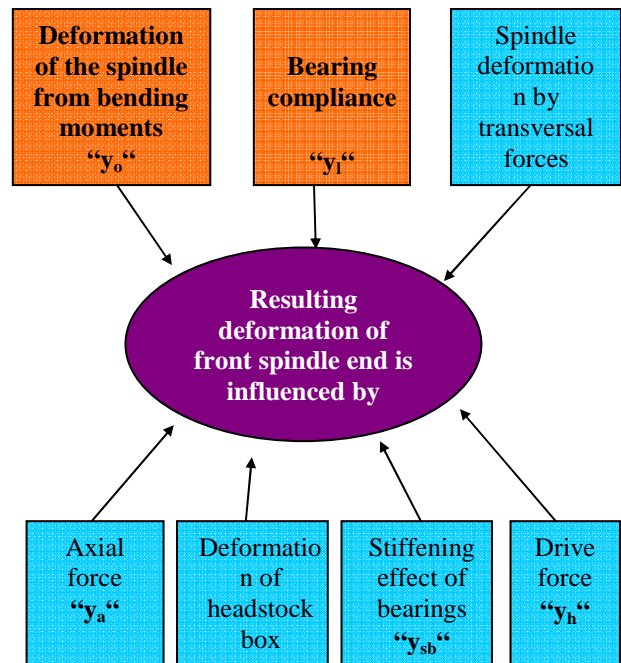 Deformation
of the spindle
from bending
moments
“y₀“
Bearing
compliance
“yₗ“
Spindle
deformatio
n by
transversal
forces
Resulting
deformation of
front spindle end is
influenced by
Axial
force
“yₐ“
Deformatio
n of
headstock
box
Stiffening
effect of
bearings
“y_sb“
Drive
force
“yₕ“